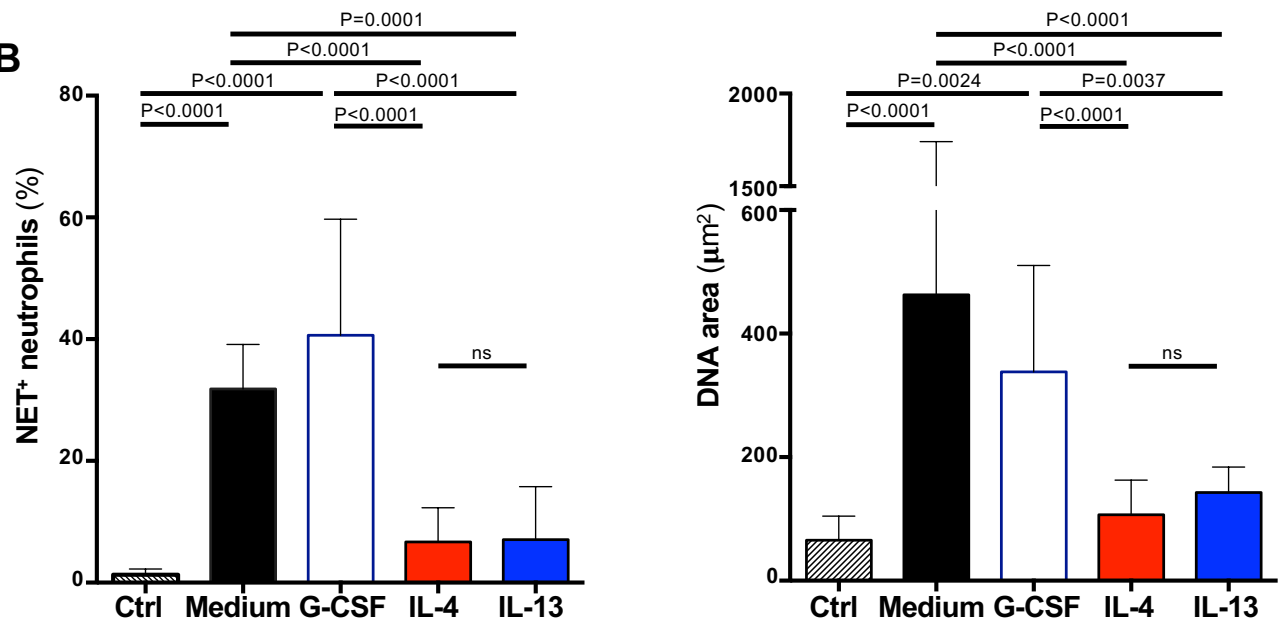 B
P=0.0001
P<0.0001
P<0.0001 P<0.0001
P<0.0001 P<0.0001
80
60
40
20
0
NET⁺ neutrophils (%)
ns
Ctrl Medium G-CSF IL-4 IL-13
P<0.0001
P<0.0001
P=0.0024 P=0.0037
P<0.0001 P<0.0001
2000
1500
600
400
200
0
DNA area (μm²)
ns
Ctrl Medium G-CSF IL-4 IL-13